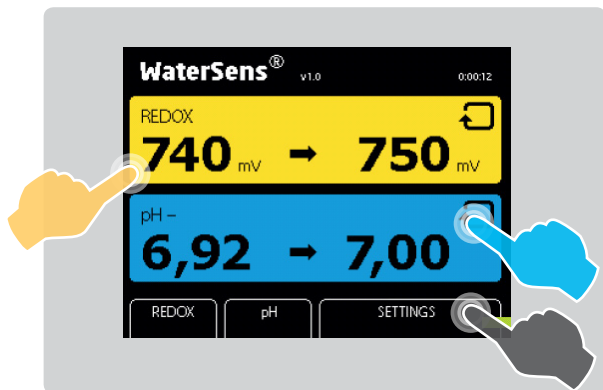 WaterSens® v1.0 0:00:12
REDOX
740 mV → 750 mV
pH –
6,92 → 7,00
REDOX pH SETTINGS